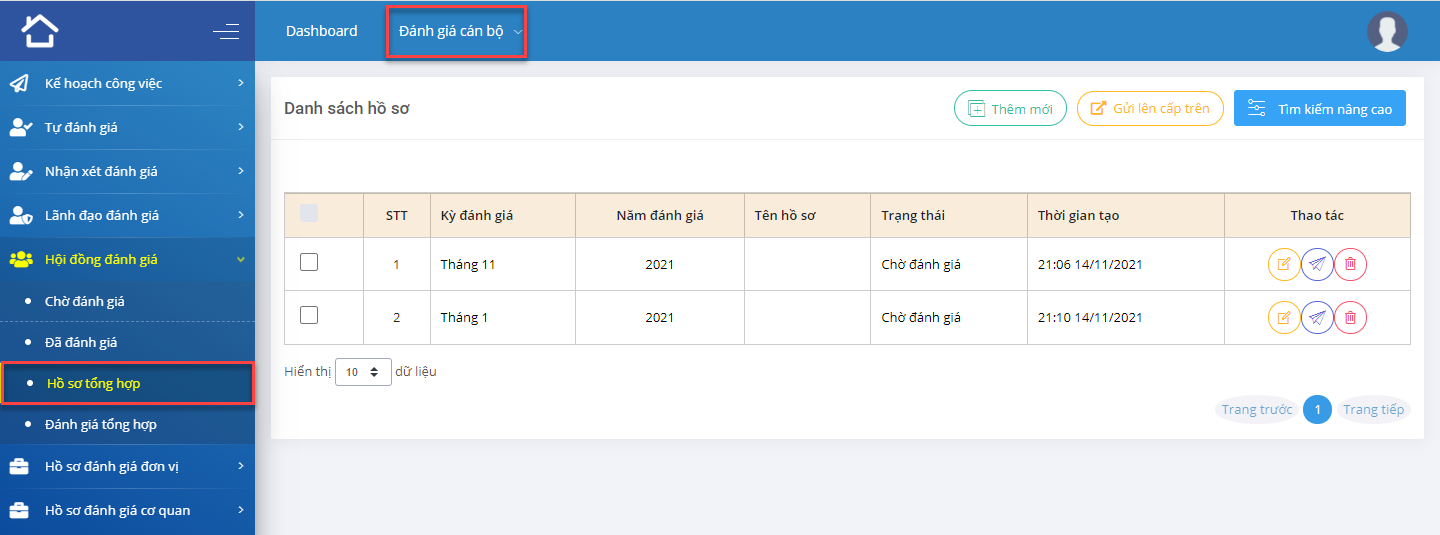 Dashboard
Đánh giá cán bộ
Kế hoạch công việc
Tự đánh giá
Nhận xét đánh giá
Lãnh đạo đánh giá
Hội đồng đánh giá
Chờ đánh giá
Đã đánh giá
Hồ sơ tổng hợp
Đánh giá tổng hợp
Hồ sơ đánh giá đơn vị
Hồ sơ đánh giá cơ quan
Danh sách hồ sơ
Thêm mới
Gửi lên cấp trên
Tìm kiếm nâng cao
STT Kỳ đánh giá Năm đánh giá Tên hồ sơ Trạng thái Thời gian tạo Thao tác
1 Tháng 11 2021 Chờ đánh giá 21:06 14/11/2021
2 Tháng 1 2021 Chờ đánh giá 21:10 14/11/2021
Hiển thị 10 dữ liệu
Trang trước 1 Trang tiếp